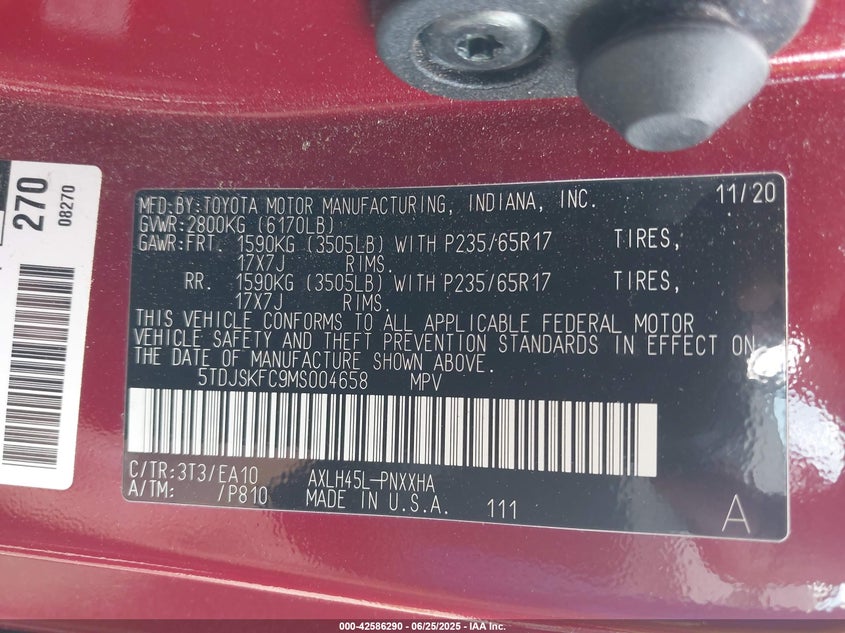 270
08270
MFD.BY:TOYOTA MOTOR MANUFACTURING, INDIANA, INC. 11/20
GVWR:2800KG (6170LB)
GAWR:FRT. 1590KG (3505LB) WITH P235/65R17 TIRES,
17X7J RIMS.
RR. 1590KG (3505LB) WITH P235/65R17 TIRES,
17X7J RIMS.
THIS VEHICLE CONFORMS TO ALL APPLICABLE FEDERAL MOTOR
VEHICLE SAFETY AND THEFT PREVENTION STANDARDS IN EFFECT ON
THE DATE OF MANUFACTURE SHOWN ABOVE.
5TDJSKFC9MS004658 MPV
C/TR:3T3/EA10 AXLH45L-PNXXHA
A/TM: /P810 MADE IN U.S.A. 111
A
000-42586290 - 06/25/2025 - IAA Inc.